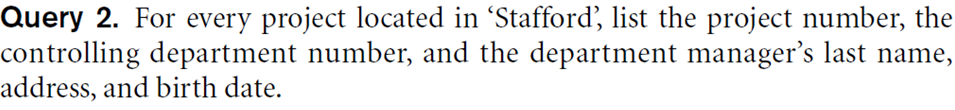 Query 2. For every project located in ‘Stafford’, list the project number, the
controlling department number, and the department manager’s last name,
address, and birth date.